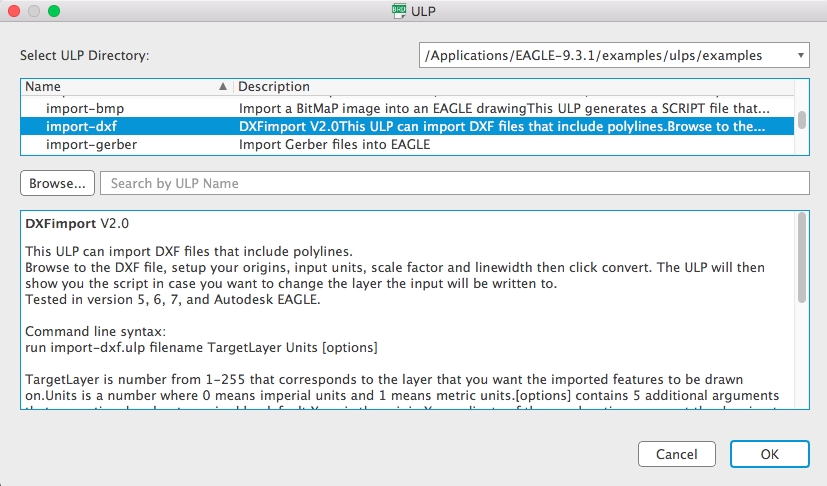 BRD ULP
Select ULP Directory: /Applications/EAGLE-9.3.1/examples/ulps/examples
Name Description
import-bmp Import a BitMaP image into an EAGLE drawingThis ULP generates a SCRIPT file that...
import-dxf DXFimport V2.0This ULP can import DXF files that include polylines.Browse to the...
import-gerber Import Gerber files into EAGLE
Browse... Search by ULP Name
DXFimport V2.0
This ULP can import DXF files that include polylines.
Browse to the DXF file, setup your origins, input units, scale factor and linewidth then click convert. The ULP will then
show you the script in case you want to change the layer the input will be written to.
Tested in version 5, 6, 7, and Autodesk EAGLE.
Command line syntax:
run import-dxf.ulp filename TargetLayer Units [options]
TargetLayer is number from 1-255 that corresponds to the layer that you want the imported features to be drawn
on.Units is a number where 0 means imperial units and 1 means metric units.[options] contains 5 additional arguments
Cancel OK